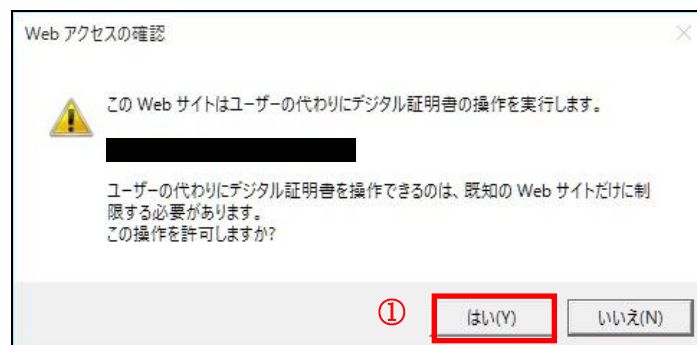 Web アクセスの確認
この Web サイトはユーザーの代わりにデジタル証明書の操作を実行します。
ユーザーの代わりにデジタル証明書を操作できるのは、既知の Web サイトだけに制
限する必要があります。
この操作を許可しますか?
① はい(Y) いいえ(N)